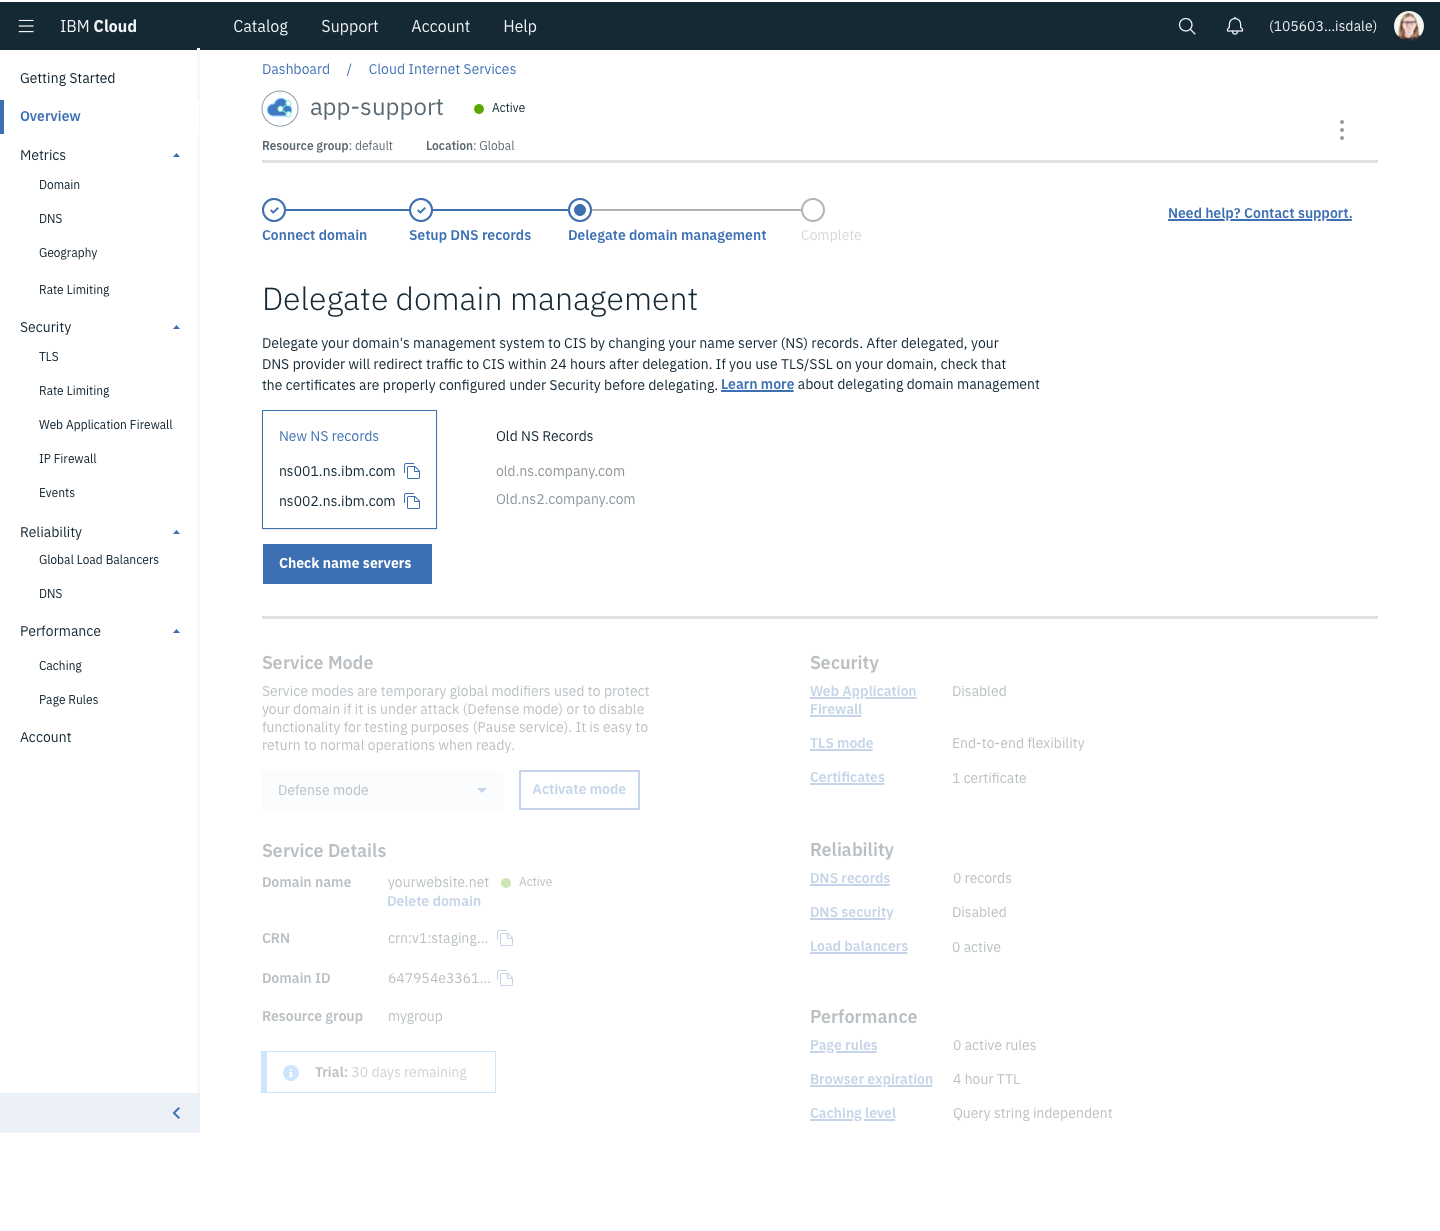 IBM Cloud Catalog Support Account Help (105603...isdale)
Getting Started
Overview
Metrics
Domain
DNS
Geography
Rate Limiting
Security
TLS
Rate Limiting
Web Application Firewall
IP Firewall
Events
Reliability
Global Load Balancers
DNS
Performance
Caching
Page Rules
Account
Dashboard / Cloud Internet Services
app-support Active
Resource group: default Location: Global
Connect domain Setup DNS records Delegate domain management Complete
Need help? Contact support.
Delegate domain management
Delegate your domain's management system to CIS by changing your name server (NS) records. After delegated, your
DNS provider will redirect traffic to CIS within 24 hours after delegation. If you use TLS/SSL on your domain, check that
the certificates are properly configured under Security before delegating. Learn more about delegating domain management
New NS records
ns001.ns.ibm.com
ns002.ns.ibm.com
Old NS Records
old.ns.company.com
Old.ns2.company.com
Check name servers
Service Mode
Service modes are temporary global modifiers used to protect
your domain if it is under attack (Defense mode) or to disable
functionality for testing purposes (Pause service). It is easy to
return to normal operations when ready.
Defense mode Activate mode
Service Details
Domain name yourwebsite.net Active
Delete domain
CRN crn:v1:staging...
Domain ID 647954e3361...
Resource group mygroup
Trial: 30 days remaining
Security
Web Application Disabled
Firewall
TLS mode End-to-end flexibility
Certificates 1 certificate
Reliability
DNS records 0 records
DNS security Disabled
Load balancers 0 active
Performance
Page rules 0 active rules
Browser expiration 4 hour TTL
Caching level Query string independent